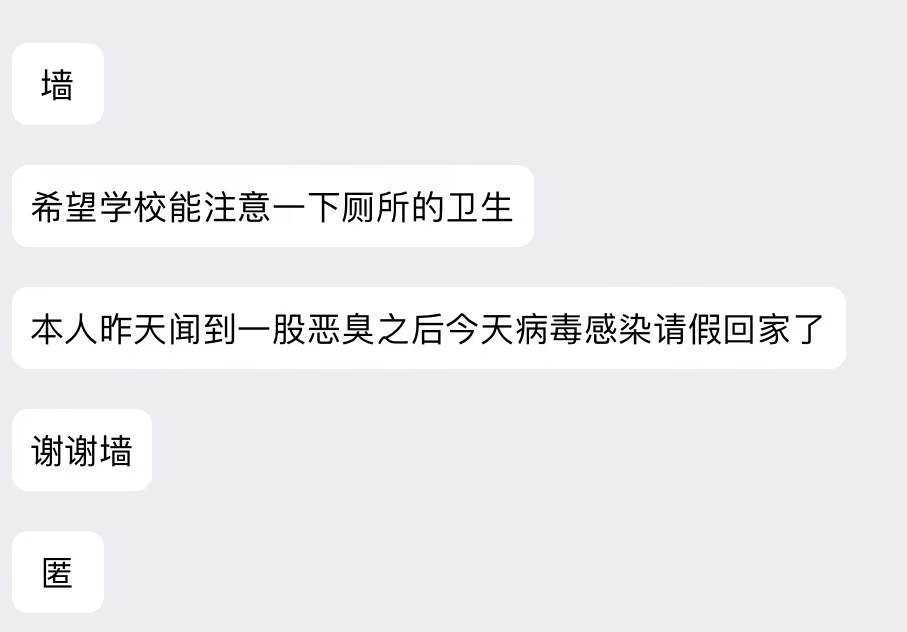 墙
希望学校能注意一下厕所的卫生
本人昨天闻到一股恶臭之后今天病毒感染请假回家了
谢谢墙
匿